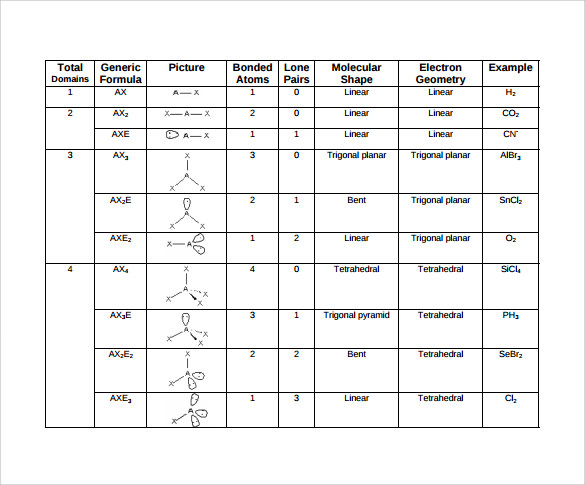 Total Domains Generic Formula Picture Bonded Atoms Lone Pairs Molecular Shape Electron Geometry Example
1 AX A—X 1 0 Linear Linear H₂
2 AX₂ X—A—X 2 0 Linear Linear CO₂
AXE A—X 1 1 Linear Linear CN⁻
3 AX₃ X A X X 3 0 Trigonal planar Trigonal planar AlBr₃
AX₂E A X X 2 1 Bent Trigonal planar SnCl₂
AXE₂ X—A 1 2 Linear Trigonal planar O₂
4 AX₄ X A X X X 4 0 Tetrahedral Tetrahedral SiCl₄
AX₃E A X X X 3 1 Trigonal pyramid Tetrahedral PH₃
AX₂E₂ X A X 2 2 Bent Tetrahedral SeBr₂
AXE₃ A X 1 3 Linear Tetrahedral Cl₂